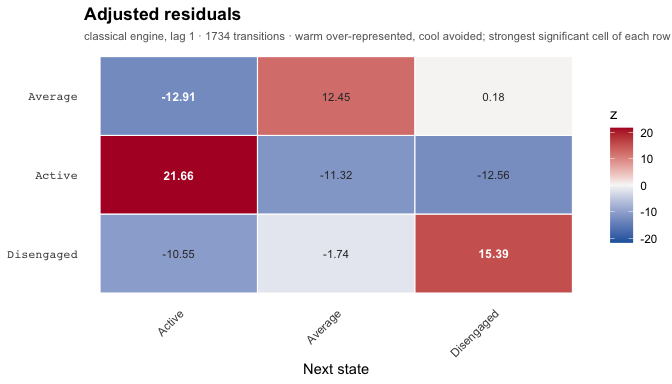 Adjusted residuals
classical engine, lag 1 · 1734 transitions · warm over-represented, cool avoided; strongest significant cell of each row
Average -12.91 12.45 0.18
Active 21.66 -11.32 -12.56
Disengaged -10.55 -1.74 15.39
Active Average Disengaged
Next state
z
20
10
0
-10
-20